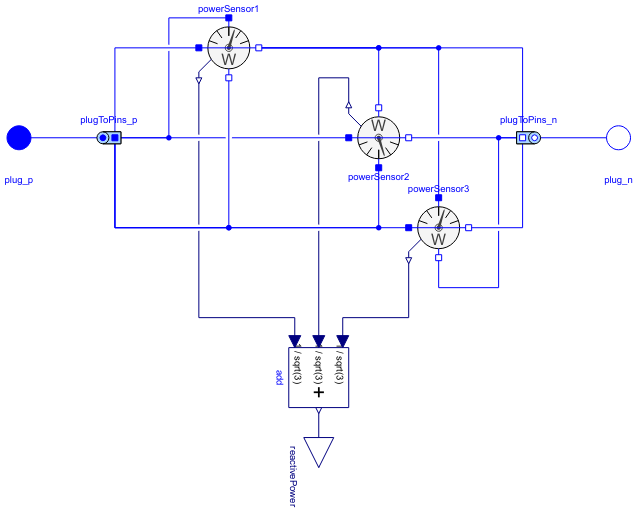 powerSensor1
W
plugToPins_p
plugToPins_n
W
plug_p
powerSensor2
plug_n
powerSensor3
W
add
/ sqrt(3)
/ sqrt(3)
/ sqrt(3)
+
reactivePower